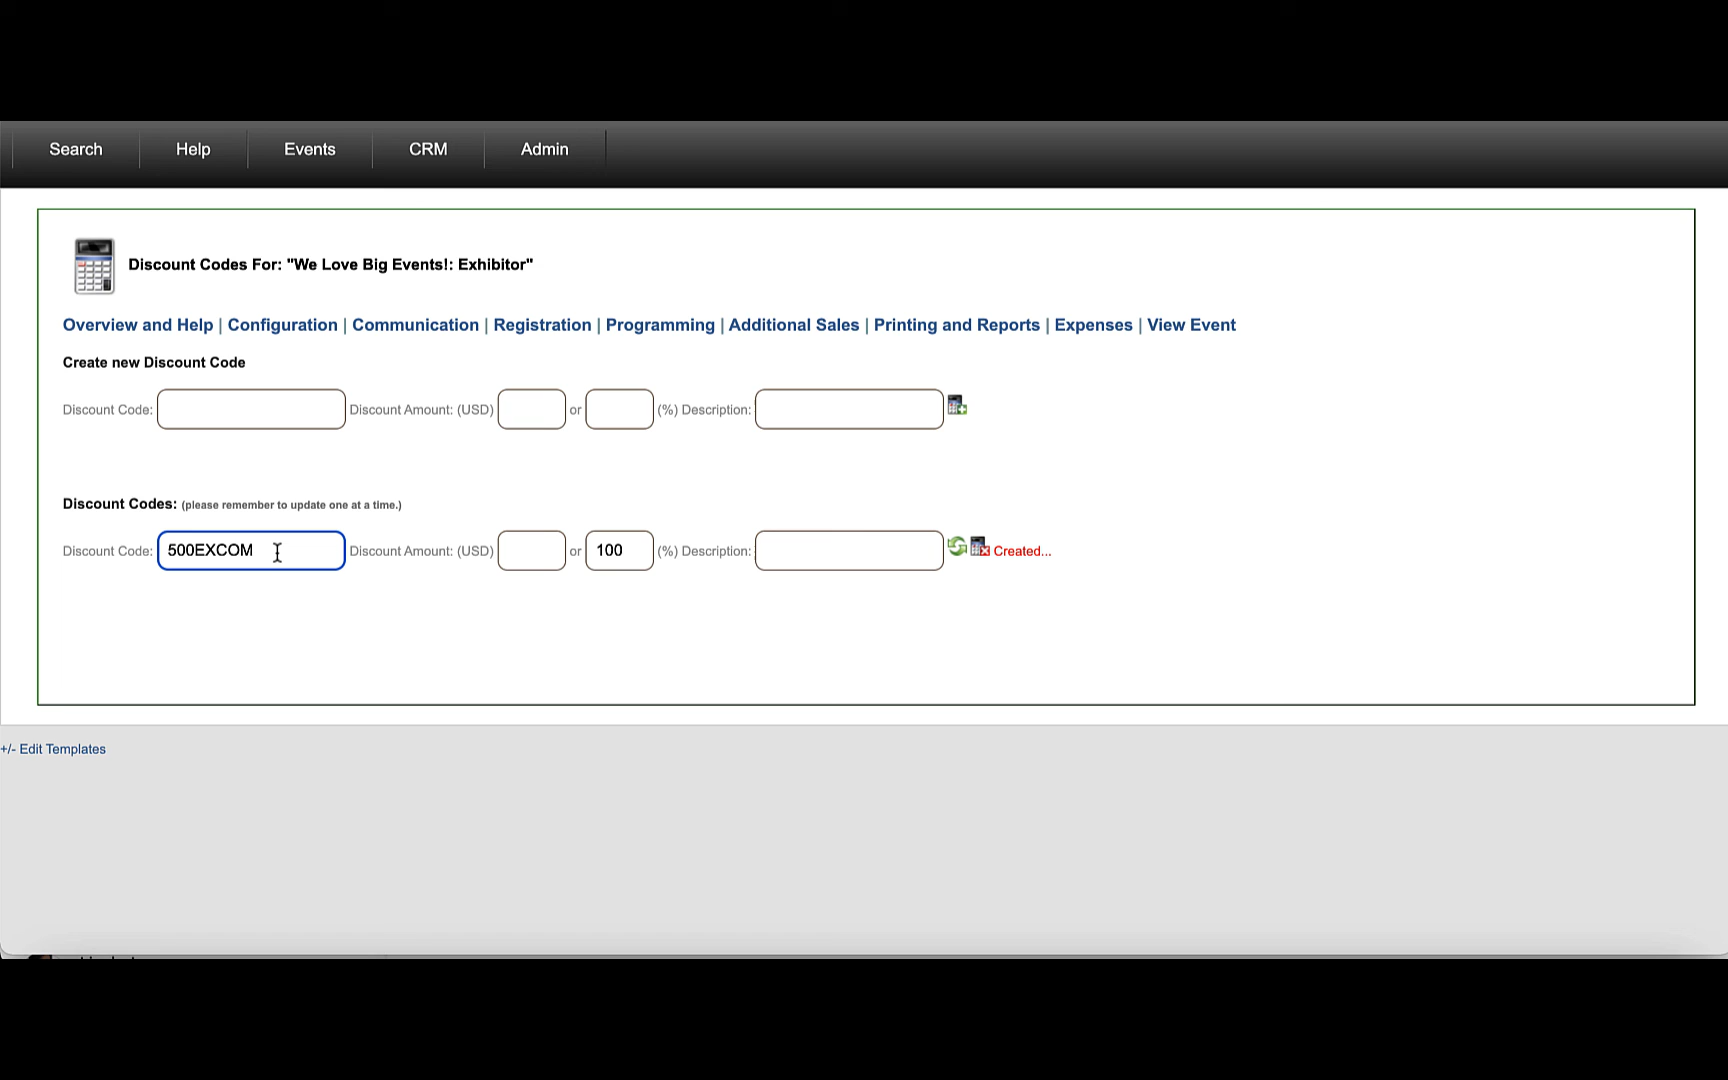 Search Help Events CRM Admin
Discount Codes For: "We Love Big Events!: Exhibitor"
Overview and Help | Configuration | Communication | Registration | Programming | Additional Sales | Printing and Reports | Expenses | View Event
Create new Discount Code
Discount Code: Discount Amount: (USD) or (%) Description:
Discount Codes: (please remember to update one at a time.)
Discount Code: 500EXCOM Discount Amount: (USD) or 100 (%) Description: Created...
+/- Edit Templates